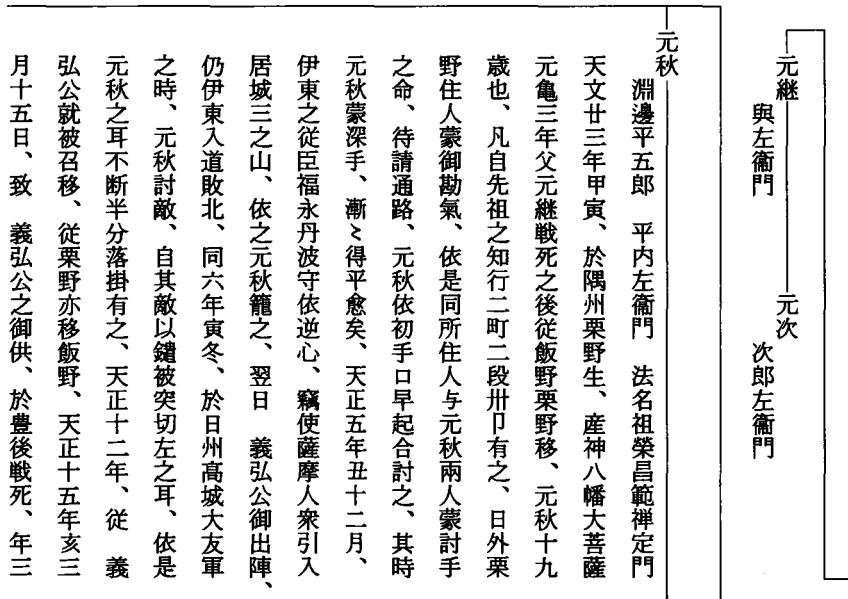 元継
與左衞門
元次
次郎左衞門
元秋
淵邊平五郎　平内左衞門　法名祖榮昌範禅定門
天文廿三年甲寅、於隅州栗野生、産神八幡大菩薩
元亀三年父元継戦死之後従飯野栗野移、元秋十九
歳也、凡自先祖之知行二町二段卅卩有之、日外栗
野住人蒙御勘氣、依是同所住人与元秋兩人蒙討手
之命、待請通路、元秋依初手口早起合討之、其時
元秋蒙深手、漸〻得平愈矣、天正五年丑十二月、
伊東之従臣福永丹波守依逆心、竊使薩摩人衆引入
居城三之山、依之元秋籠之、翌日　義弘公御出陣、
仍伊東入道敗北、同六年寅冬、於日州髙城大友軍
之時、元秋討敵、自其敵以鑓被突切左之耳、依是
元秋之耳不断半分落掛有之、天正十二年、従　義
弘公就被召移、従栗野亦移飯野、天正十五年亥三
月十五日、致　義弘公之御供、於豊後戦死、年三